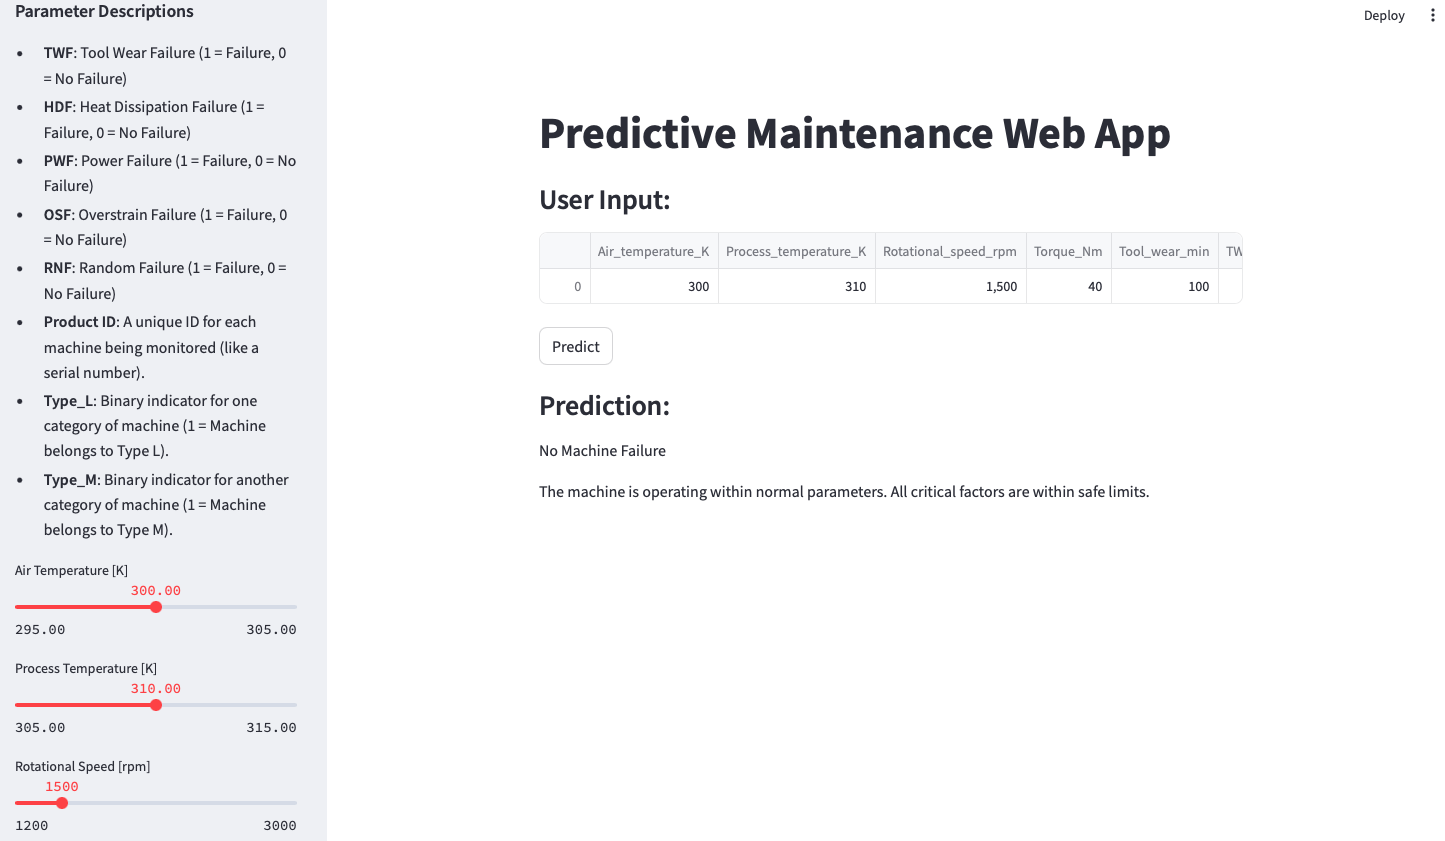 Parameter Descriptions
• TWF: Tool Wear Failure (1 = Failure, 0
= No Failure)
• HDF: Heat Dissipation Failure (1 =
Failure, 0 = No Failure)
• PWF: Power Failure (1 = Failure, 0 = No
Failure)
• OSF: Overstrain Failure (1 = Failure, 0
= No Failure)
• RNF: Random Failure (1 = Failure, 0 =
No Failure)
• Product ID: A unique ID for each
machine being monitored (like a
serial number).
• Type_L: Binary indicator for one
category of machine (1 = Machine
belongs to Type L).
• Type_M: Binary indicator for another
category of machine (1 = Machine
belongs to Type M).
Air Temperature [K]
300.00
295.00 305.00
Process Temperature [K]
310.00
305.00 315.00
Rotational Speed [rpm]
1500
1200 3000
Deploy
Predictive Maintenance Web App
User Input:
Air_temperature_K Process_temperature_K Rotational_speed_rpm Torque_Nm Tool_wear_min TW
0 300 310 1,500 40 100
Predict
Prediction:
No Machine Failure
The machine is operating within normal parameters. All critical factors are within safe limits.